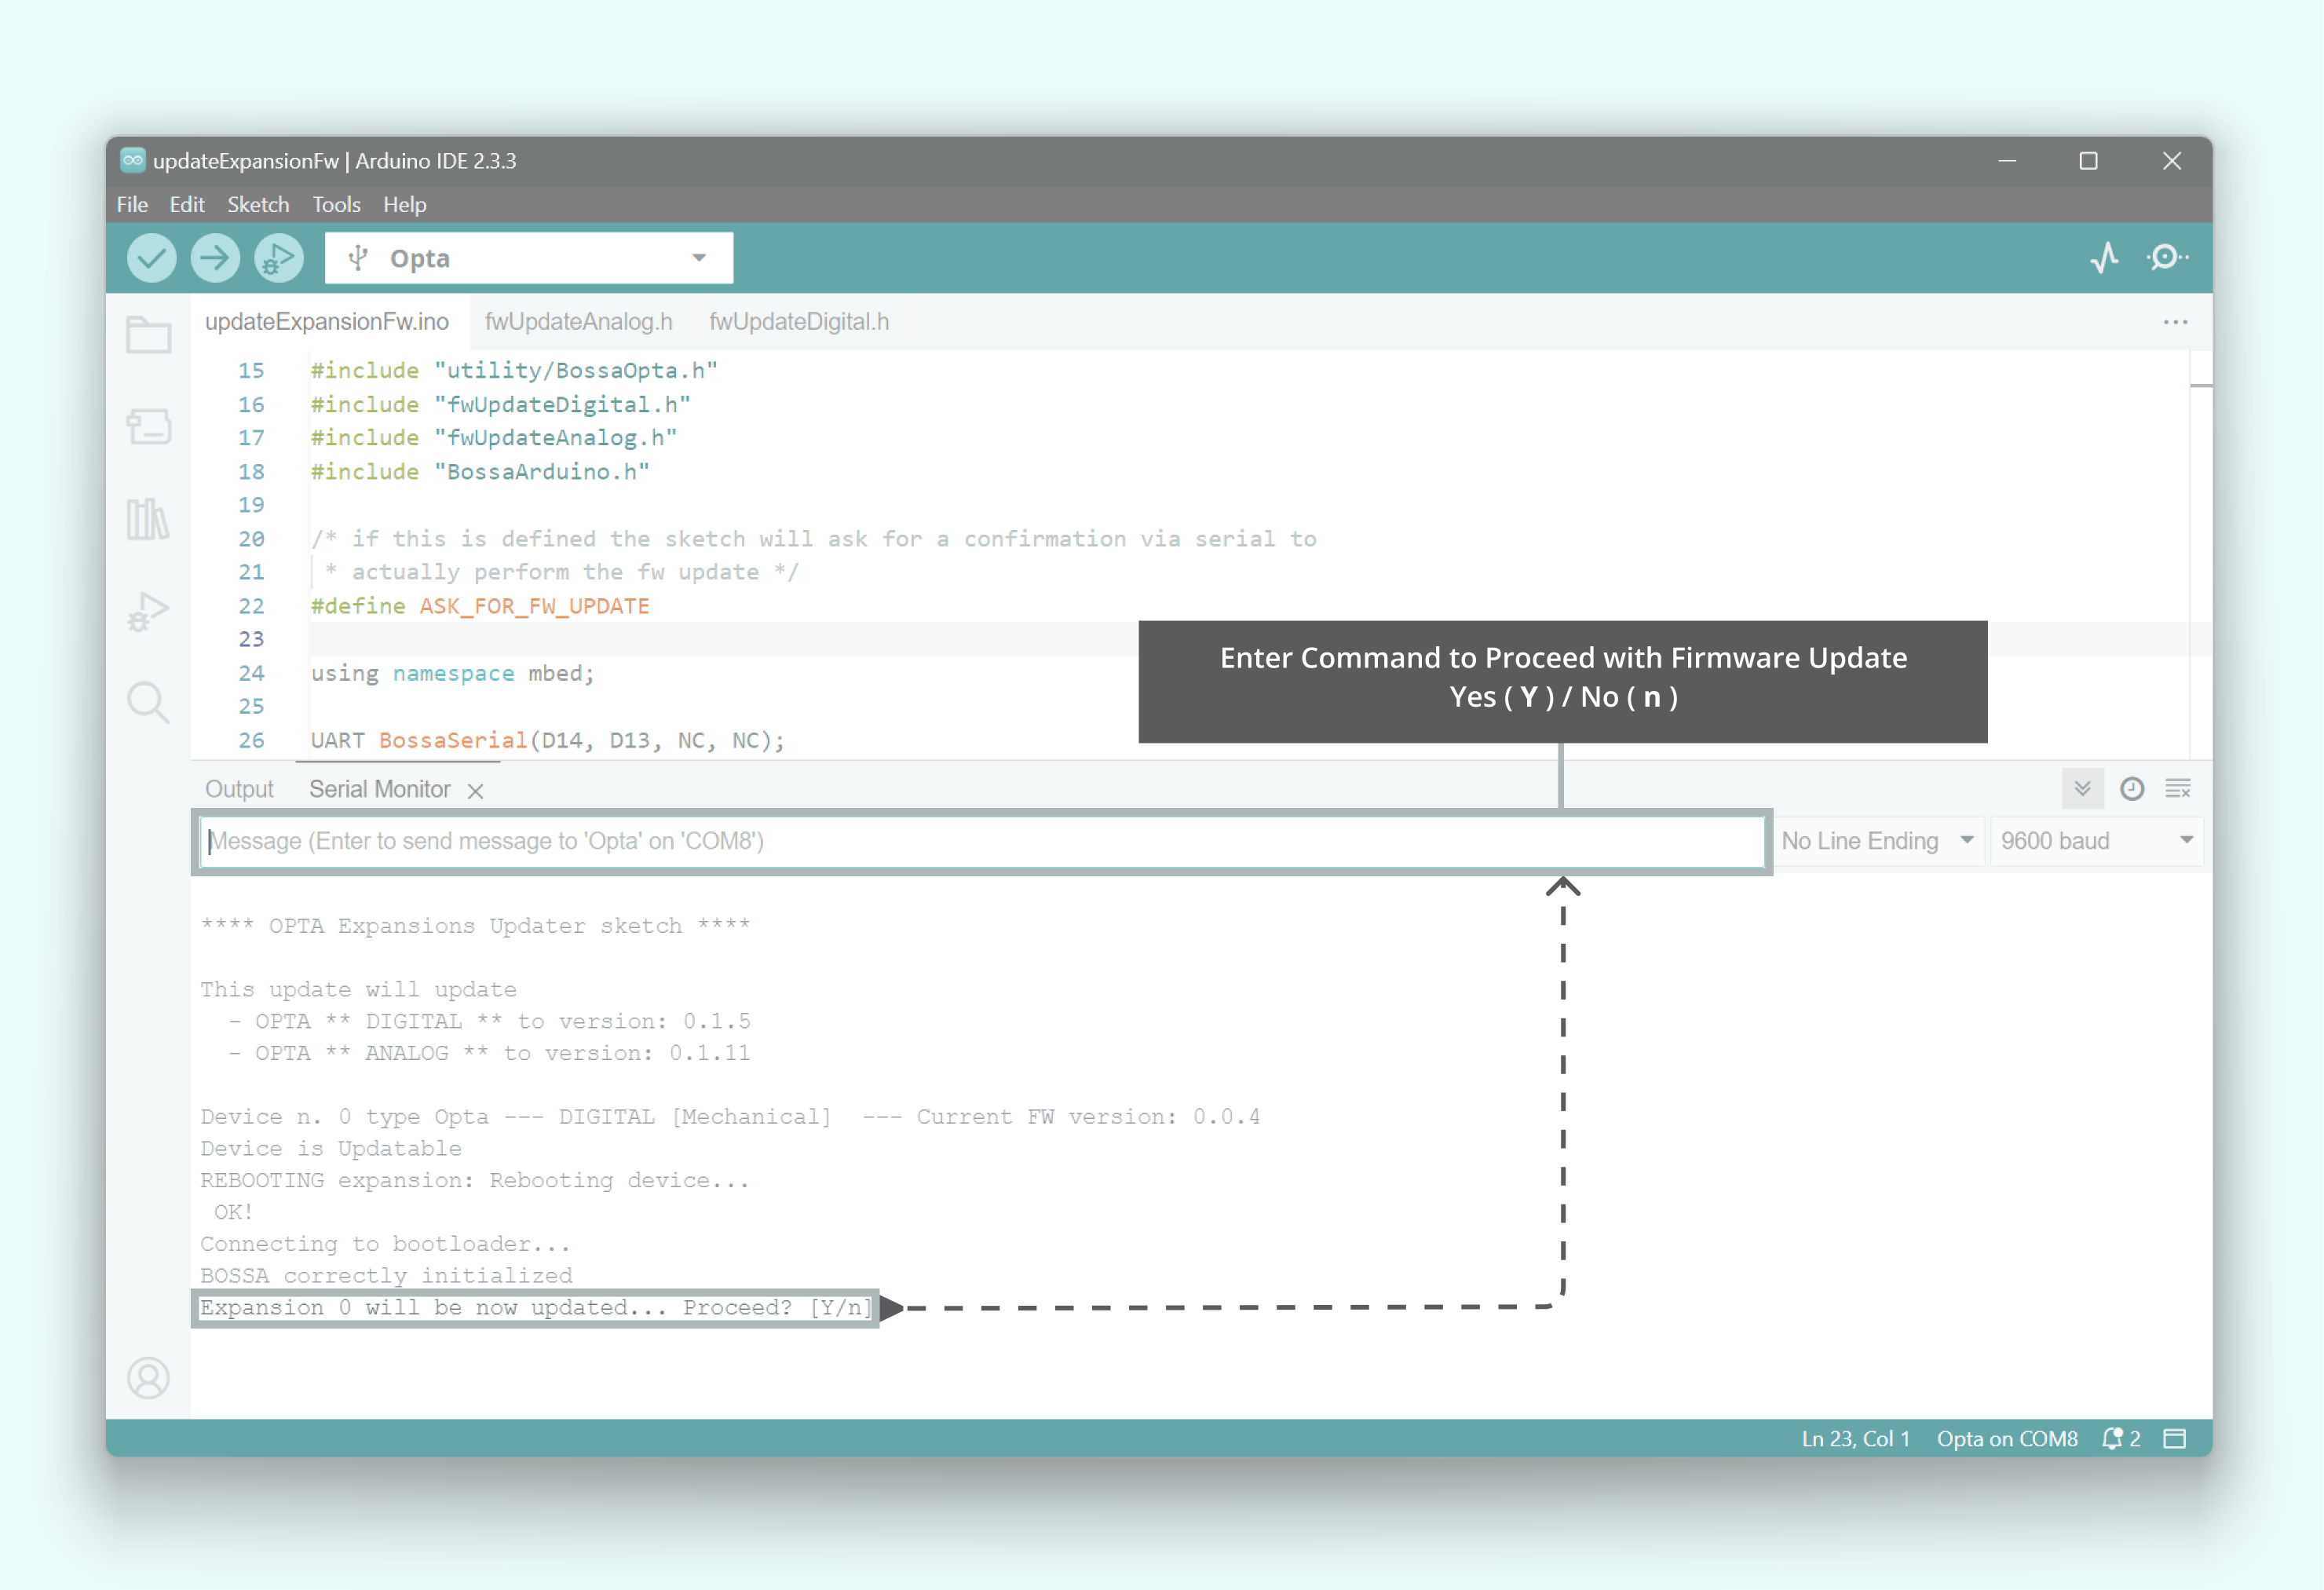 updateExpansionFw | Arduino IDE 2.3.3
File Edit Sketch Tools Help
Opta
updateExpansionFw.ino fwUpdateAnalog.h fwUpdateDigital.h
15 #include "utility/BossaOpta.h"
16 #include "fwUpdateDigital.h"
17 #include "fwUpdateAnalog.h"
18 #include "BossaArduino.h"
19
20 /* if this is defined the sketch will ask for a confirmation via serial to
21 * actually perform the fw update */
22 #define ASK_FOR_FW_UPDATE
23
24 using namespace mbed;
25
26 UART BossaSerial(D14, D13, NC, NC);
Enter Command to Proceed with Firmware Update
Yes ( Y ) / No ( n )
Output Serial Monitor
Message (Enter to send message to 'Opta' on 'COM8')
No Line Ending 9600 baud
**** OPTA Expansions Updater sketch ****
This update will update
- OPTA ** DIGITAL ** to version: 0.1.5
- OPTA ** ANALOG ** to version: 0.1.11
Device n. 0 type Opta --- DIGITAL [Mechanical]  --- Current FW version: 0.0.4
Device is Updatable
REBOOTING expansion: Rebooting device...
OK!
Connecting to bootloader...
BOSSA correctly initialized
Expansion 0 will be now updated... Proceed? [Y/n]
Ln 23, Col 1 Opta on COM8 2